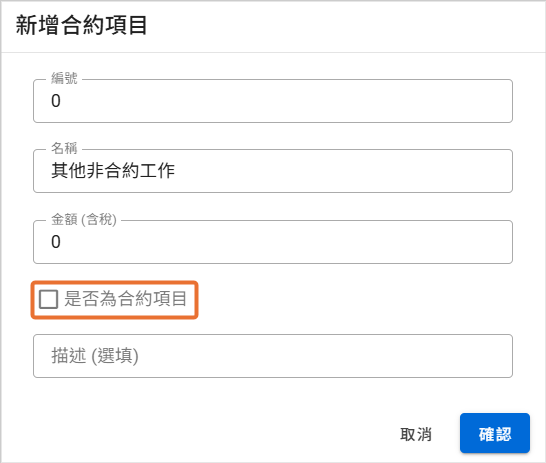 新增合約項目
編號
0
名稱
其他非合約工作
金額 (含稅)
0
是否為合約項目
描述 (選填)
取消
確認